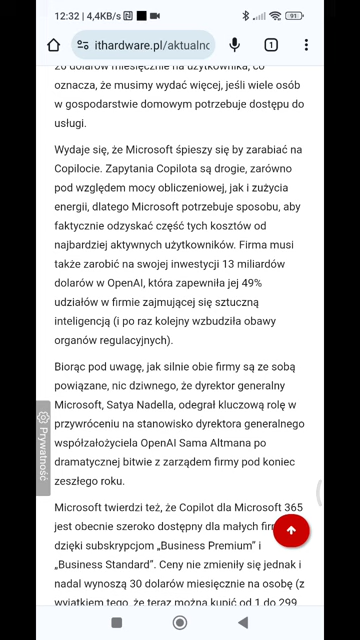 12:32 | 4,4KB/s
91
ithardware.pl/aktualnc
1
20 dolarów miesięcznie na użytkownika, co
oznacza, że musimy wydać więcej, jeśli wiele osób
w gospodarstwie domowym potrzebuje dostępu do
usługi.
Wydaje się, że Microsoft śpieszy się by zarabiać na
Copilocie. Zapytania Copilota są drogie, zarówno
pod względem mocy obliczeniowej, jak i zużycia
energii, dlatego Microsoft potrzebuje sposobu, aby
faktycznie odzyskać część tych kosztów od
najbardziej aktywnych użytkowników. Firma musi
także zarobić na swojej inwestycji 13 miliardów
dolarów w OpenAI, która zapewniła jej 49%
udziałów w firmie zajmującej się sztuczną
inteligencją (i po raz kolejny wzbudziła obawy
organów regulacyjnych).
Biorąc pod uwagę, jak silnie obie firmy są ze sobą
powiązane, nic dziwnego, że dyrektor generalny
Microsoft, Satya Nadella, odegrał kluczową rolę w
przywróceniu na stanowisko dyrektora generalnego
współzałożyciela OpenAI Sama Altmana po
dramatycznej bitwie z zarządem firmy pod koniec
zeszłego roku.
Prywatność
Microsoft twierdzi też, że Copilot dla Microsoft 365
jest obecnie szeroko dostępny dla małych fir
dzięki subskrypcjom „Business Premium” i
„Business Standard”. Ceny nie zmieniły się jednak i
nadal wynoszą 30 dolarów miesięcznie na osobę (z
wyjątkiem tego, że teraz można kupić od 1 do 299